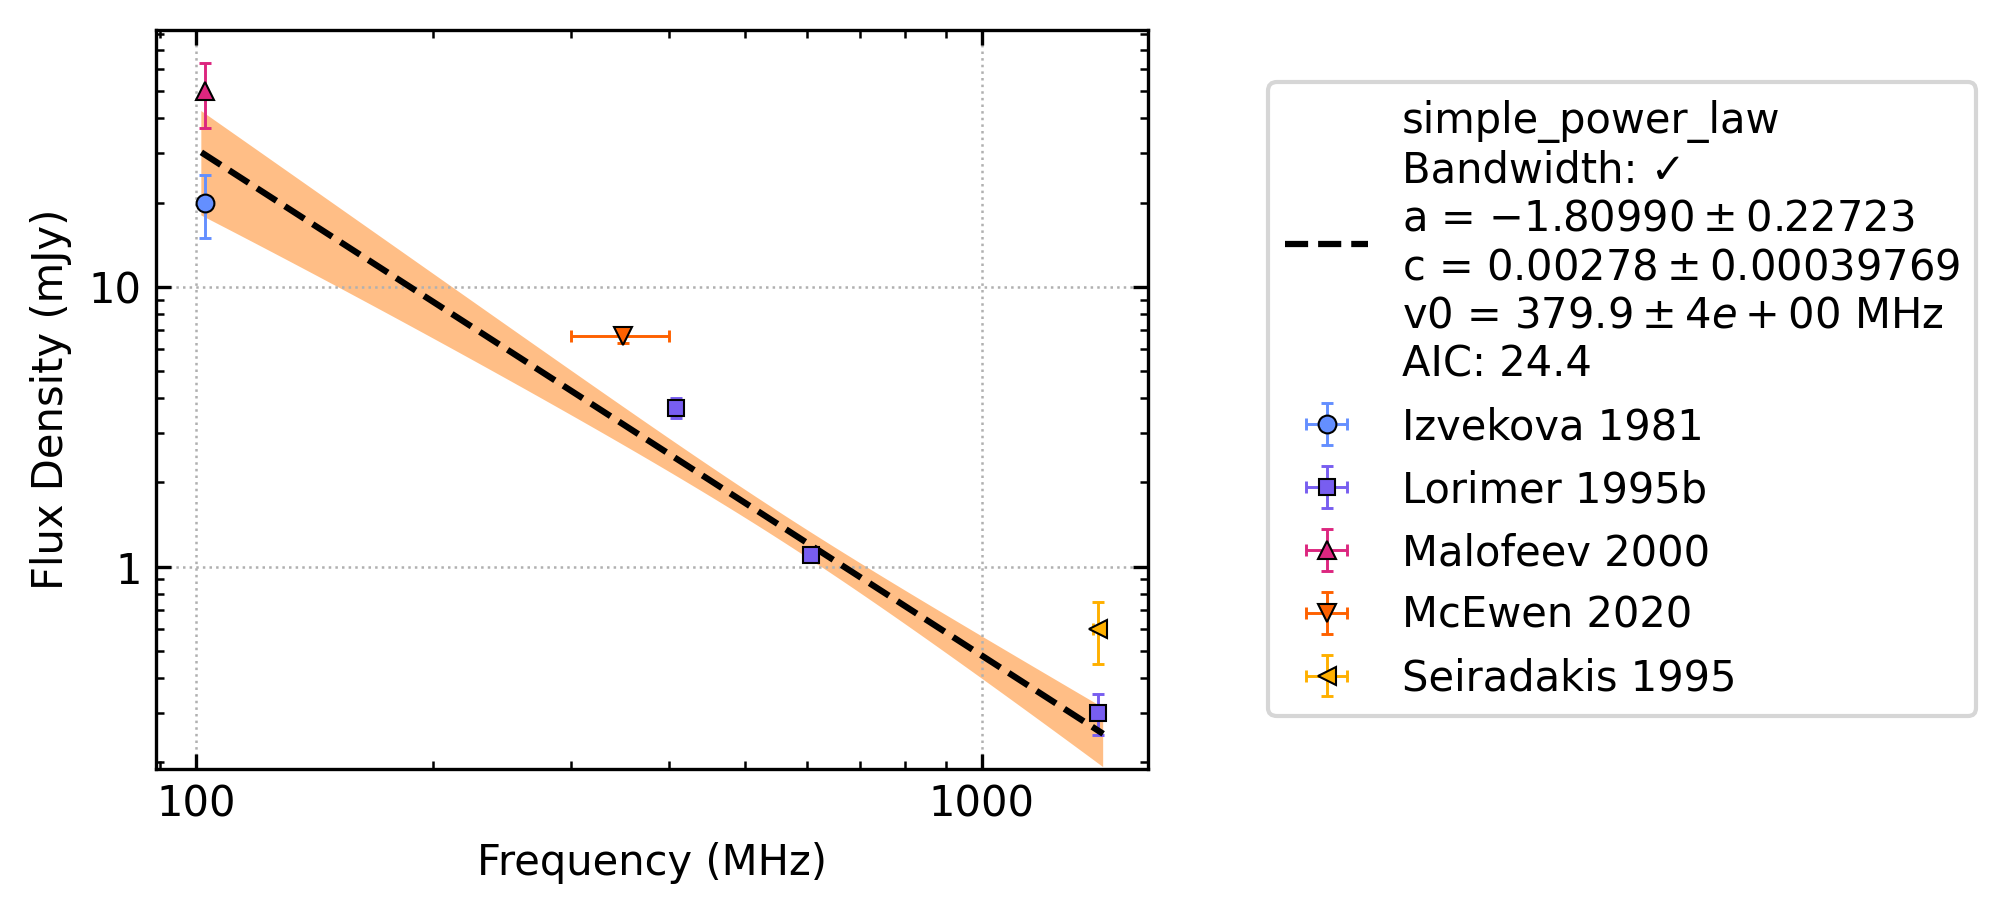 Flux Density (mJy)
10
1
100
1000
Frequency (MHz)
simple_power_law
Bandwidth: ✓
a = −1.80990 ± 0.22723
c = 0.00278 ± 0.00039769
v0 = 379.9 ± 4e + 00 MHz
AIC: 24.4
Izvekova 1981
Lorimer 1995b
Malofeev 2000
McEwen 2020
Seiradakis 1995